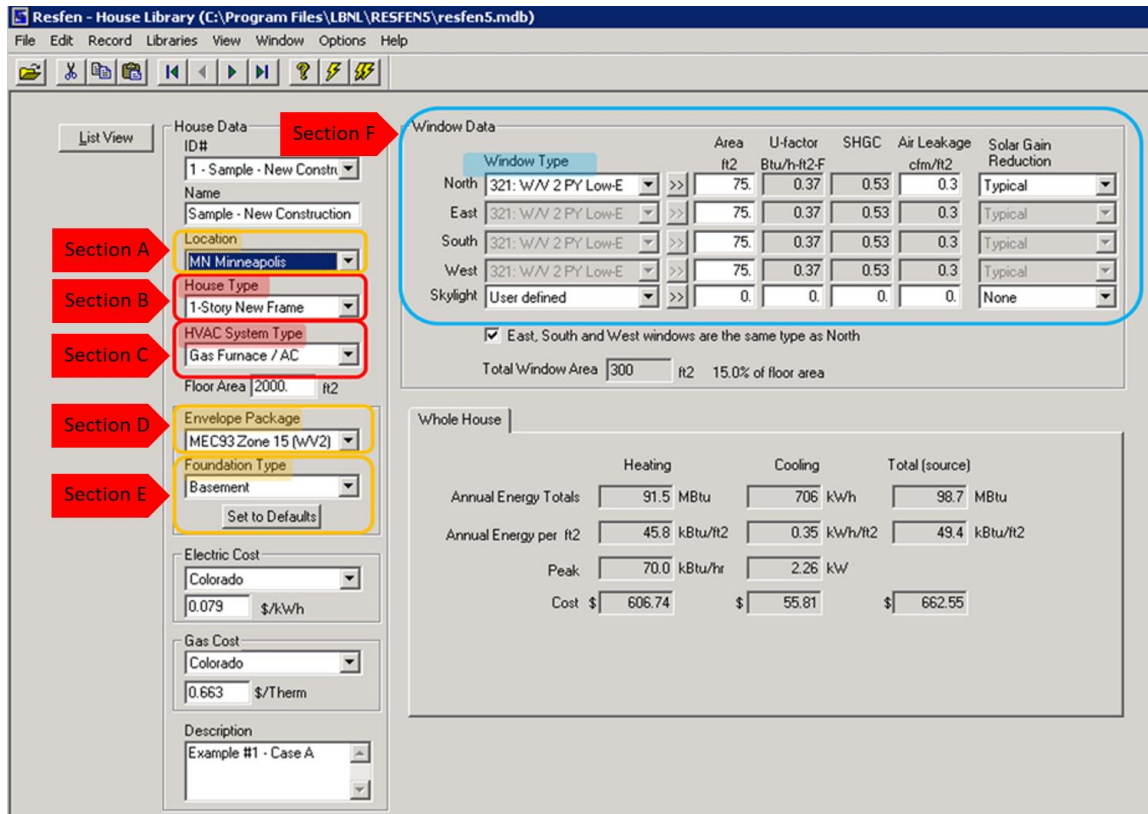 Resfen - House Library (C:\Program Files\LBNL\RESFEN5\resfen5.mdb)
File Edit Record Libraries View Window Options Help
List View
House Data
ID#
1 - Sample - New Constru
Name
Sample - New Construction
Section A
Location
MN Minneapolis
Section B
House Type
1-Story New Frame
Section C
HVAC System Type
Gas Furnace / AC
Floor Area 2000. ft2
Section D
Envelope Package
MEC93 Zone 15 (WV2)
Section E
Foundation Type
Basement
Set to Defaults
Electric Cost
Colorado
0.079 $/kWh
Gas Cost
Colorado
0.663 $/Therm
Description
Example #1 - Case A
Section F
Window Data
Window Type Area ft2 U-factor Btu/h-ft2-F SHGC Air Leakage cfm/ft2 Solar Gain Reduction
North 321: W/V 2 PY Low-E >> 75. 0.37 0.53 0.3 Typical
East 321: W/V 2 PY Low-E >> 75. 0.37 0.53 0.3 Typical
South 321: W/V 2 PY Low-E >> 75. 0.37 0.53 0.3 Typical
West 321: W/V 2 PY Low-E >> 75. 0.37 0.53 0.3 Typical
Skylight User defined >> 0. 0. 0. 0. None
East, South and West windows are the same type as North
Total Window Area 300 ft2 15.0% of floor area
Whole House
Heating Cooling Total (source)
Annual Energy Totals 91.5 MBtu 706 kWh 98.7 MBtu
Annual Energy per ft2 45.8 kBtu/ft2 0.35 kWh/ft2 49.4 kBtu/ft2
Peak 70.0 kBtu/hr 2.26 kW
Cost $ 606.74 $ 55.81 $ 662.55